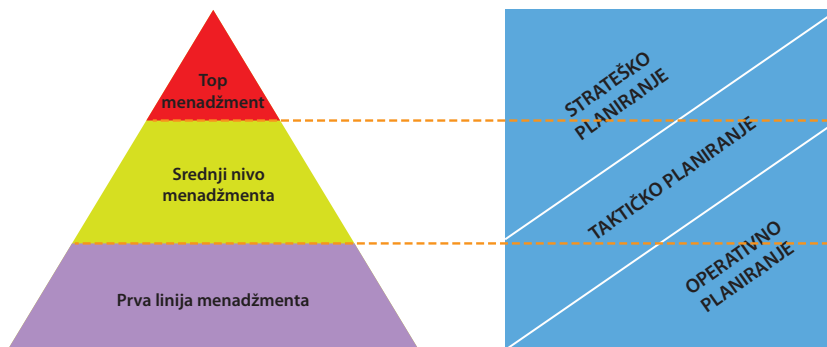 Top
menadžment
Srednji nivo
menadžmenta
Prva linija menadžmenta
STRATEŠKO
PLANIRANJE
TAKTIČKO PLANIRANJE
OPERATIVNO
PLANIRANJE